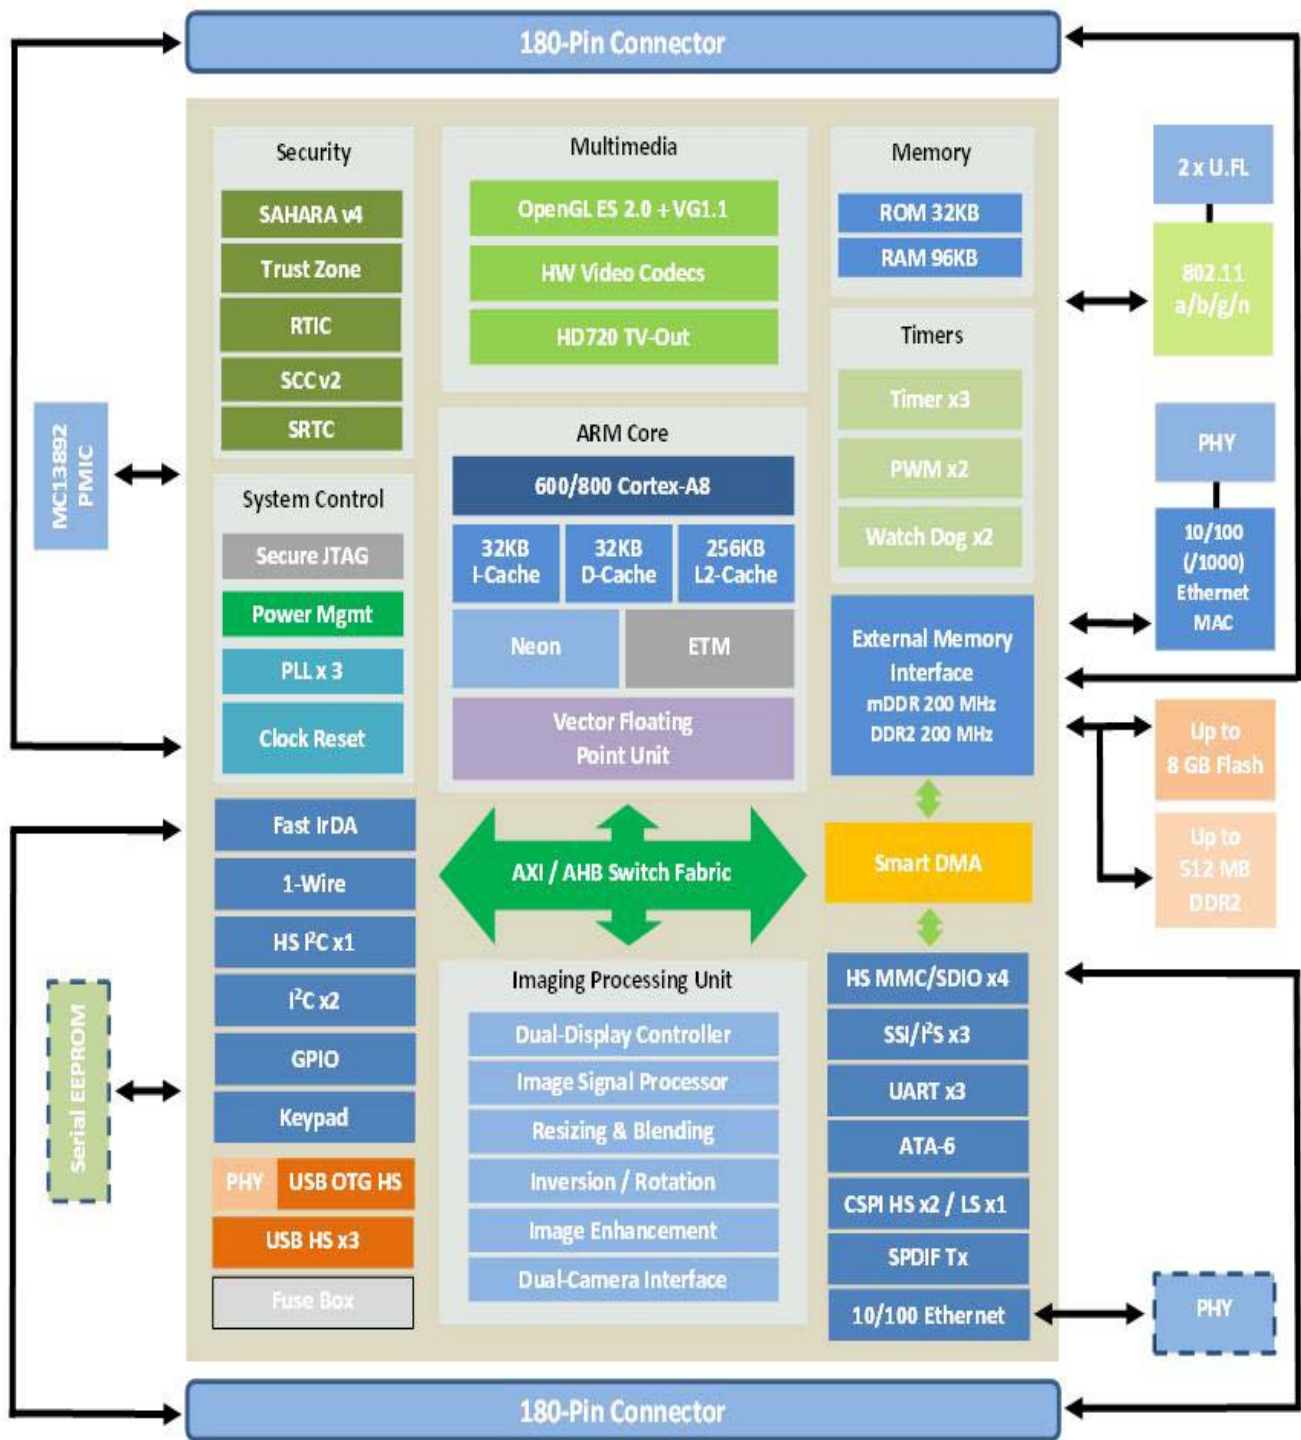 180-Pin Connector
Security
SAHARA v4
Trust Zone
RTIC
SCC v2
SRTC
Multimedia
OpenGL ES 2.0 + VG1.1
HW Video Codecs
HD720 TV-Out
Memory
ROM 32KB
RAM 96KB
2 x U.FL
802.11
a/b/g/n
Timers
Timer x3
PWM x2
Watch Dog x2
MC13892
PMIC
ARM Core
600/800 Cortex-A8
32KB
I-Cache
32KB
D-Cache
256KB
L2-Cache
Neon
ETM
Vector Floating
Point Unit
PHY
10/100
(/1000)
Ethernet
MAC
System Control
Secure JTAG
Power Mgmt
PLL x 3
Clock Reset
External Memory
Interface
mDDR 200 MHz
DDR2 200 MHz
Up to
8 GB Flash
Up to
512 MB
DDR2
Fast IrDA
1-Wire
HS I²C x1
I²C x2
GPIO
Keypad
PHY
USB OTG HS
USB HS x3
Fuse Box
AXI / AHB Switch Fabric
Smart DMA
Serial EEPROM
Imaging Processing Unit
Dual-Display Controller
Image Signal Processor
Resizing & Blending
Inversion / Rotation
Image Enhancement
Dual-Camera Interface
HS MMC/SDIO x4
SSI/I²S x3
UART x3
ATA-6
CSPI HS x2 / LS x1
SPDIF Tx
10/100 Ethernet
PHY
180-Pin Connector